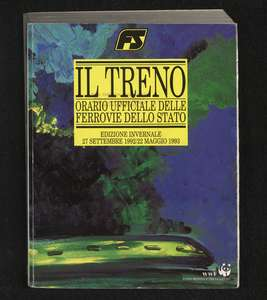 FS
IL TRENO
ORARIO UFFICIALE DELLE
FERROVIE DELLO STATO
EDIZIONE INVERNALE
27 SETTEMBRE 1992/22 MAGGIO 1993
WWF